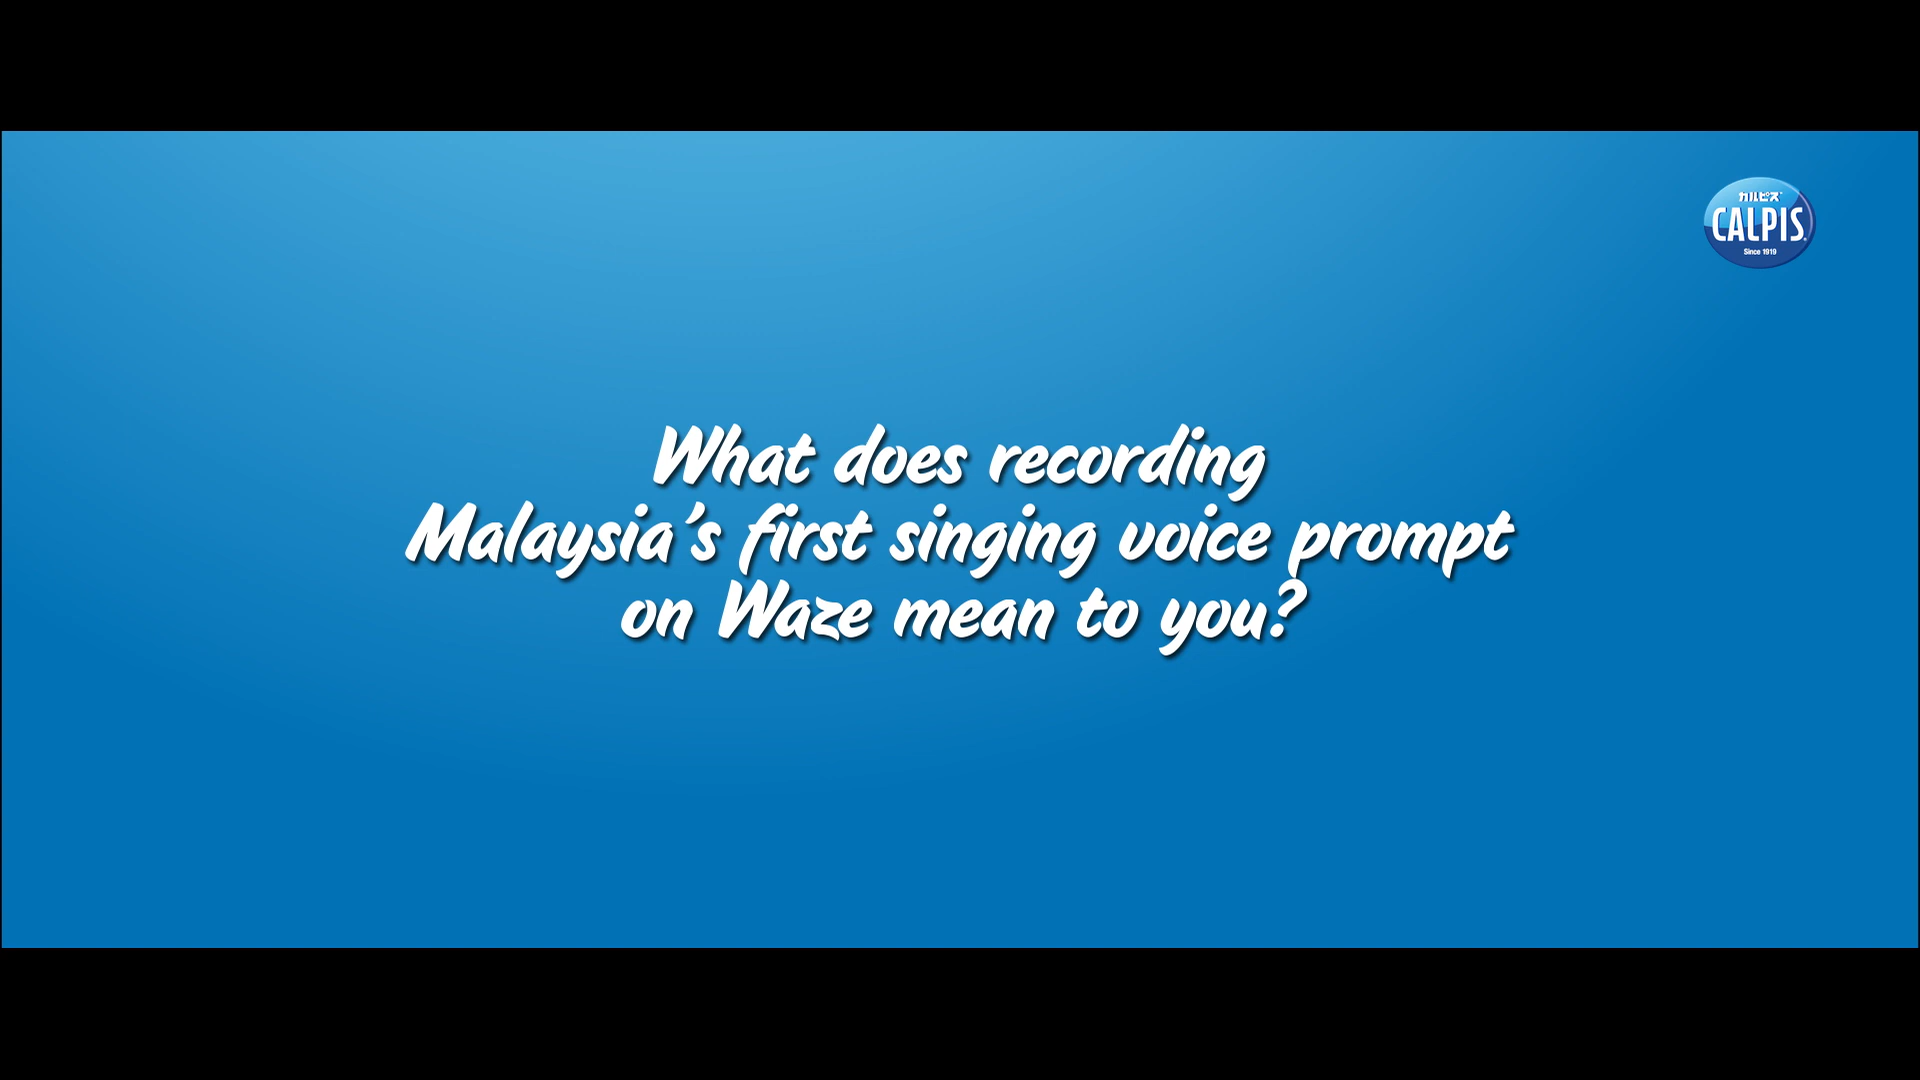 カルピス
CALPIS
Since 1919
What does recording
Malaysia's first singing voice prompt
on Waze mean to you?